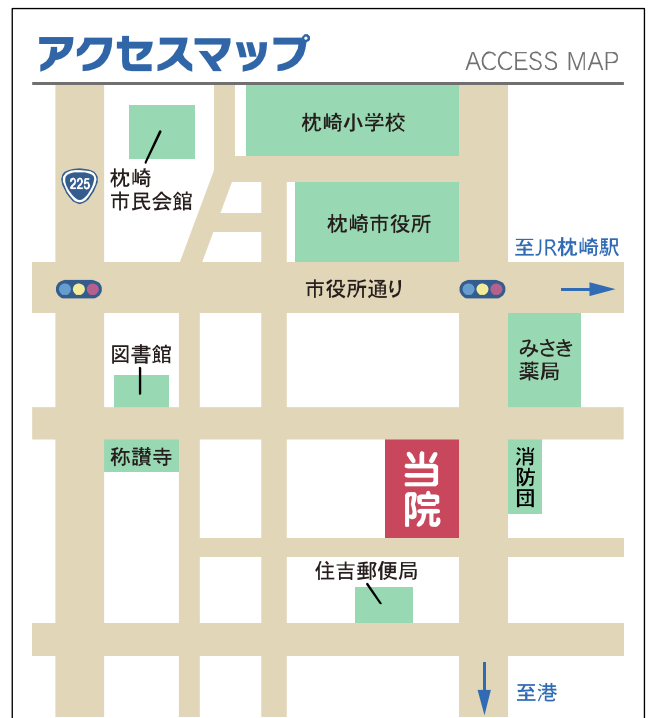 アクセスマップ
ACCESS MAP
枕崎小学校
枕崎
市民会館
225
枕崎市役所
至JR枕崎駅
市役所通り
みさき
薬局
図書館
称讃寺
当院
消防団
住吉郵便局
至港